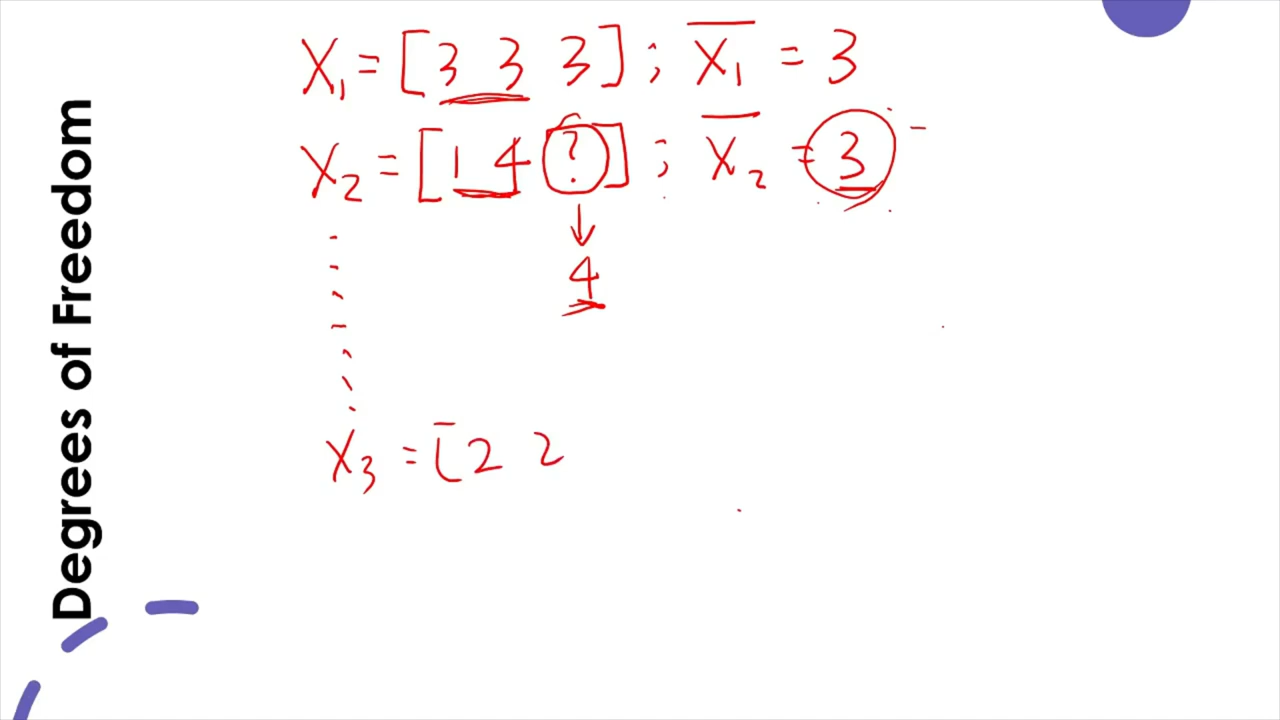 Degrees of Freedom
X₁ = [3 3 3] ; X̅₁ = 3
X₂ = [1 4 ?] ; X̅₂ = 3
4
X₃ = [2 2